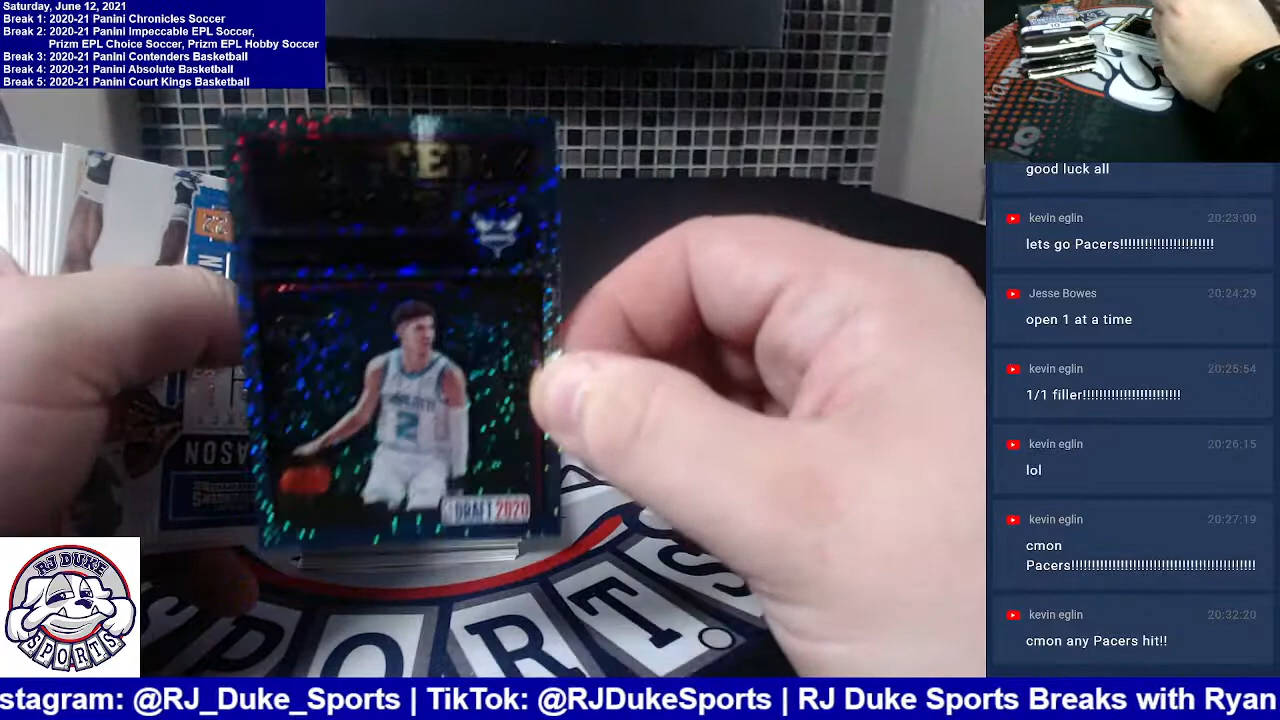 Saturday, June 12, 2021
Break 1: 2020-21 Panini Chronicles Soccer
Break 2: 2020-21 Panini Impeccable EPL Soccer,
Prizm EPL Choice Soccer, Prizm EPL Hobby Soccer
Break 3: 2020-21 Panini Contenders Basketball
Break 4: 2020-21 Panini Absolute Basketball
Break 5: 2020-21 Panini Court Kings Basketball
good luck all
kevin eglin 20:23:00
lets go Pacers!!!!!!!!!!!!!!!!!!!!!!!
Jesse Bowes 20:24:29
open 1 at a time
kevin eglin 20:25:54
1/1 filler!!!!!!!!!!!!!!!!!!!!!!!!
kevin eglin 20:26:15
lol
kevin eglin 20:27:19
cmon
Pacers!!!!!!!!!!!!!!!!!!!!!!!!!!!!!!!!!!!!!!!!!!!!
kevin eglin 20:32:20
cmon any Pacers hit!!
2
DRAFT 2020
SPORTS
RJ DUKE
SPORTS
stagram: @RJ_Duke_Sports | TikTok: @RJDukeSports | RJ Duke Sports Breaks with Ryan